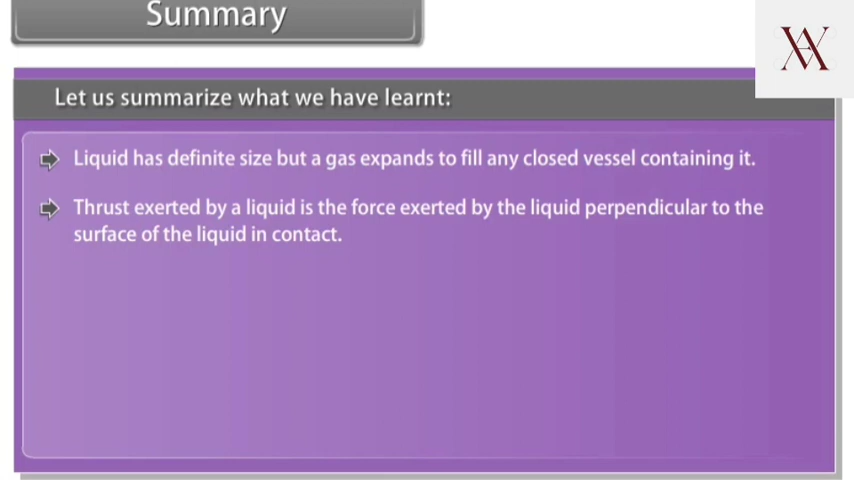 Summary
Let us summarize what we have learnt:
Liquid has definite size but a gas expands to fill any closed vessel containing it.
Thrust exerted by a liquid is the force exerted by the liquid perpendicular to the
surface of the liquid in contact.